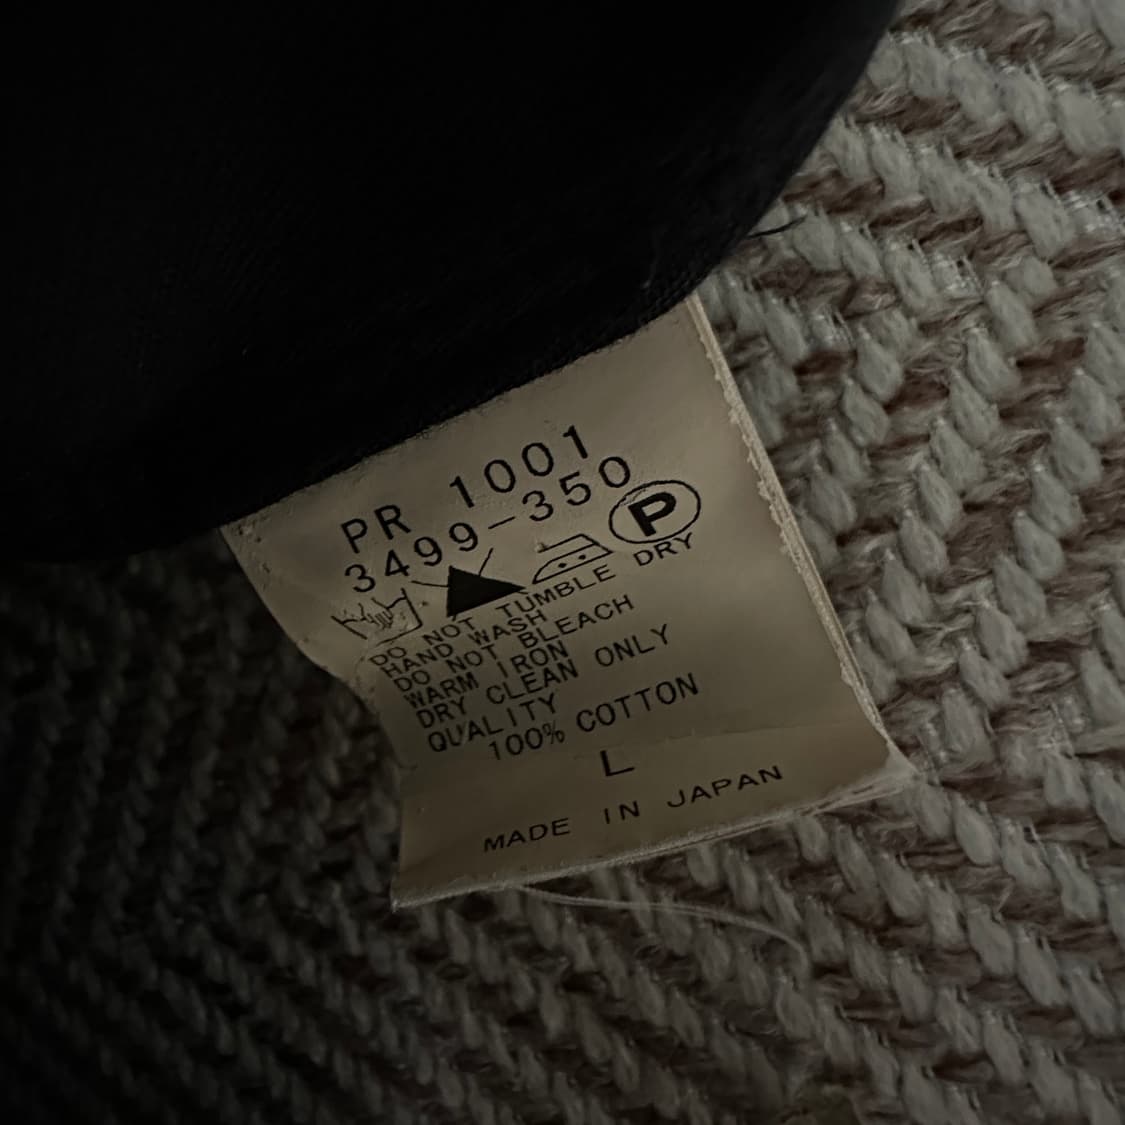 PR 1001
3499-350
P
DO NOT TUMBLE DRY
HAND WASH
DO NOT BLEACH
WARM IRON
DRY CLEAN ONLY
QUALITY
100% COTTON
L
MADE IN JAPAN